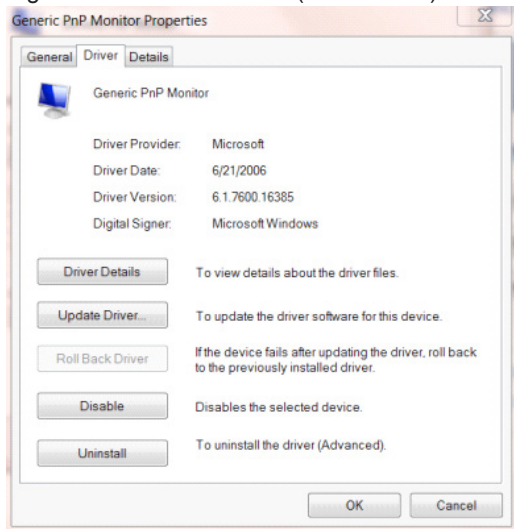 Generic PnP Monitor Properties
General Driver Details
Generic PnP Monitor
Driver Provider: Microsoft
Driver Date: 6/21/2006
Driver Version: 6.1.7600.16385
Digital Signer: Microsoft Windows
Driver Details To view details about the driver files.
Update Driver... To update the driver software for this device.
Roll Back Driver If the device fails after updating the driver, roll back
to the previously installed driver.
Disable Disables the selected device.
Uninstall To uninstall the driver (Advanced).
OK Cancel